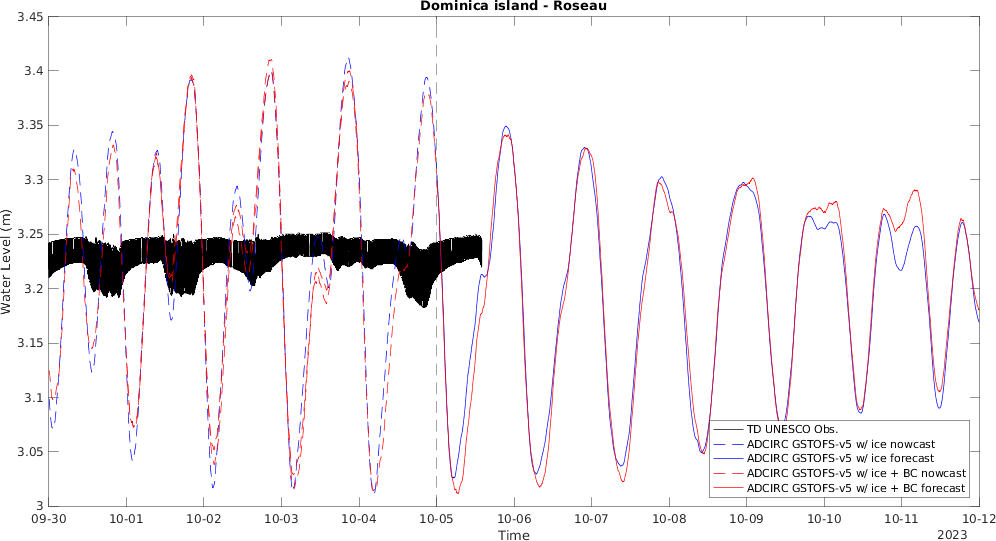 Dominica island - Roseau
3.45
3.4
3.35
3.3
3.25
3.2
3.15
3.1
3.05
3
Water Level (m)
TD UNESCO Obs.
ADCIRC GSTOFS-v5 w/ ice nowcast
ADCIRC GSTOFS-v5 w/ ice forecast
ADCIRC GSTOFS-v5 w/ ice + BC nowcast
ADCIRC GSTOFS-v5 w/ ice + BC forecast
09-30 10-01 10-02 10-03 10-04 10-05 10-06 10-07 10-08 10-09 10-10 10-11 10-12
Time
2023